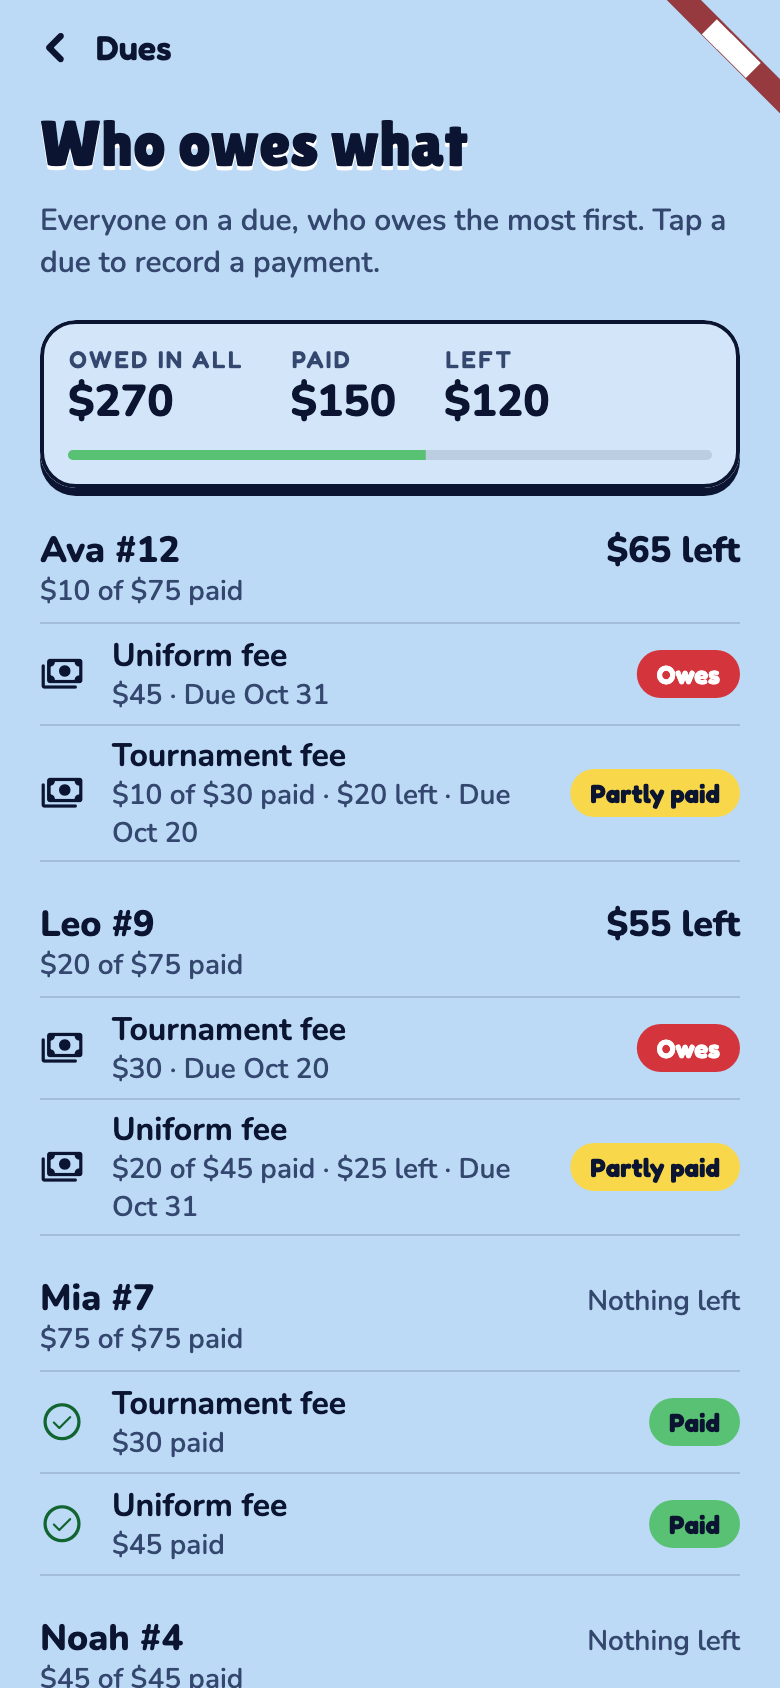 Dues
Who owes what
Everyone on a due, who owes the most first. Tap a
due to record a payment.
OWED IN ALL PAID LEFT
$270 $150 $120
Ava #12 $65 left
$10 of $75 paid
Uniform fee
$45 · Due Oct 31
Owes
Tournament fee
$10 of $30 paid · $20 left · Due
Oct 20
Partly paid
Leo #9 $55 left
$20 of $75 paid
Tournament fee
$30 · Due Oct 20
Owes
Uniform fee
$20 of $45 paid · $25 left · Due
Oct 31
Partly paid
Mia #7 Nothing left
$75 of $75 paid
Tournament fee
$30 paid
Paid
Uniform fee
$45 paid
Paid
Noah #4 Nothing left
$45 of $45 paid